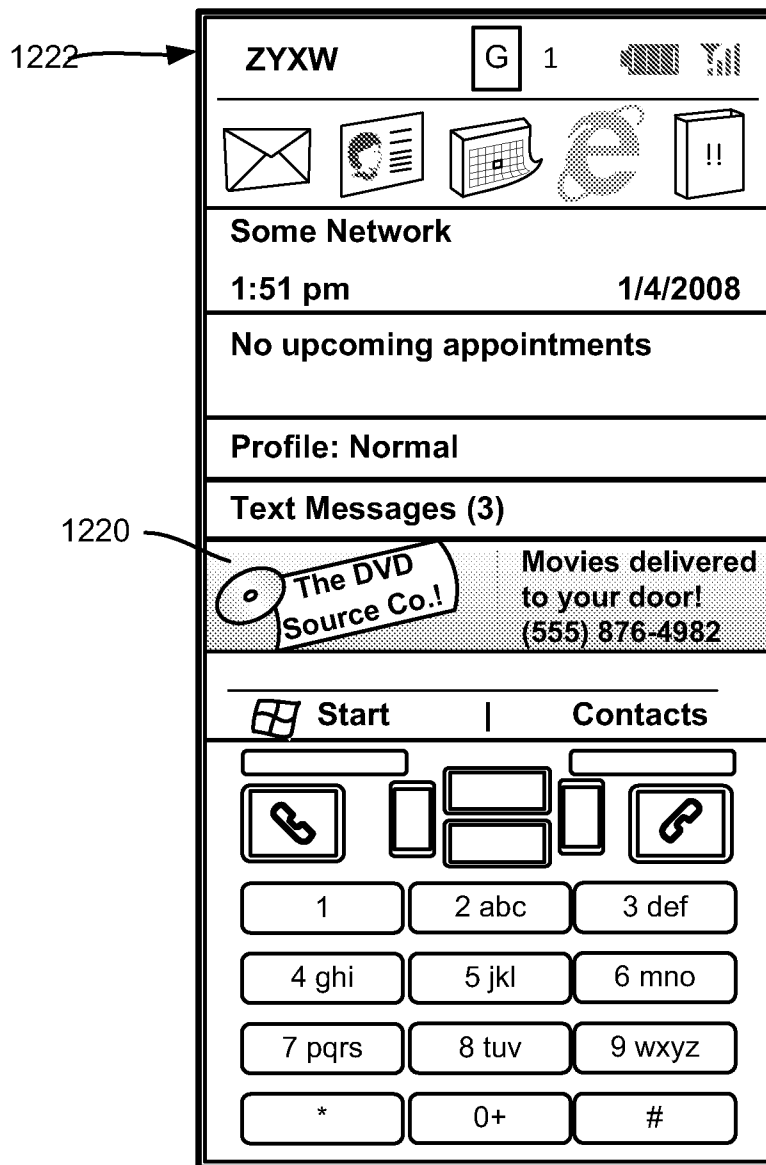 1222
ZYXW G 1
!!
Some Network
1:51 pm 1/4/2008
No upcoming appointments
Profile: Normal
Text Messages (3)
1220
The DVD
Source Co.!
Movies delivered
to your door!
(555) 876-4982
Start | Contacts
1 2 abc 3 def
4 ghi 5 jkl 6 mno
7 pqrs 8 tuv 9 wxyz
* 0+ #